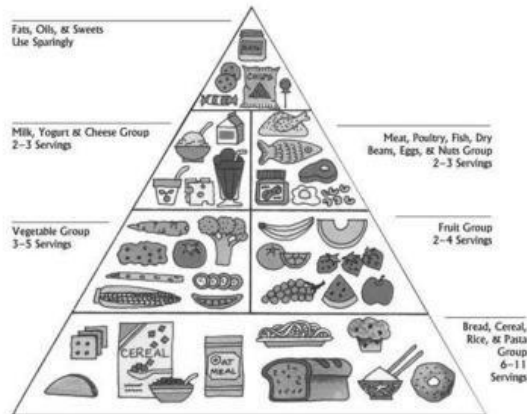 Fats, Oils, & Sweets
Use Sparingly
CHIPS
Milk, Yogurt & Cheese Group
2–3 Servings
Meat, Poultry, Fish, Dry
Beans, Eggs, & Nuts Group
2–3 Servings
Vegetable Group
3–5 Servings
Fruit Group
2–4 Servings
Bread, Cereal,
Rice, & Pasta
Group
6–11
Servings
CEREAL
OAT
MEAL